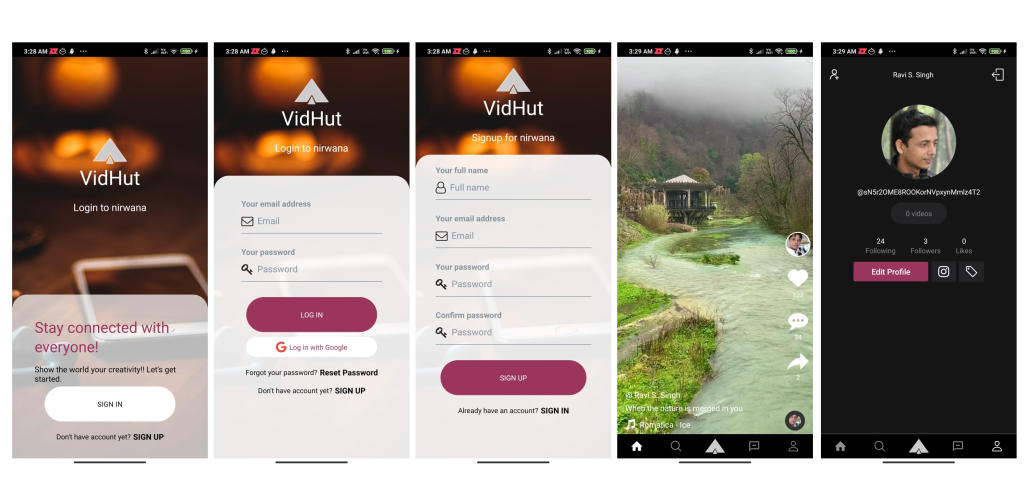 3:28 AM
VidHut
Login to nirwana
Stay connected with
everyone!
Show the world your creativity!! Let's get
started.
SIGN IN
Don't have account yet? SIGN UP
3:28 AM
VidHut
Login to nirwana
Your email address
Email
Your password
Password
LOG IN
Log in with Google
Forgot your password? Reset Password
Don't have account yet? SIGN UP
3:28 AM
VidHut
Signup for nirwana
Your full name
Full name
Your email address
Email
Your password
Password
Confirm password
Password
SIGN UP
Already have an account? SIGN IN
3:29 AM
@ Ravi S. Singh
When the nature is merged in you
Romatica - Ice
3:29 AM
Ravi S. Singh
@sN5r2OME8ROOKorNVpxynMmlz4T2
0 videos
24 3 0
Following Followers Likes
Edit Profile